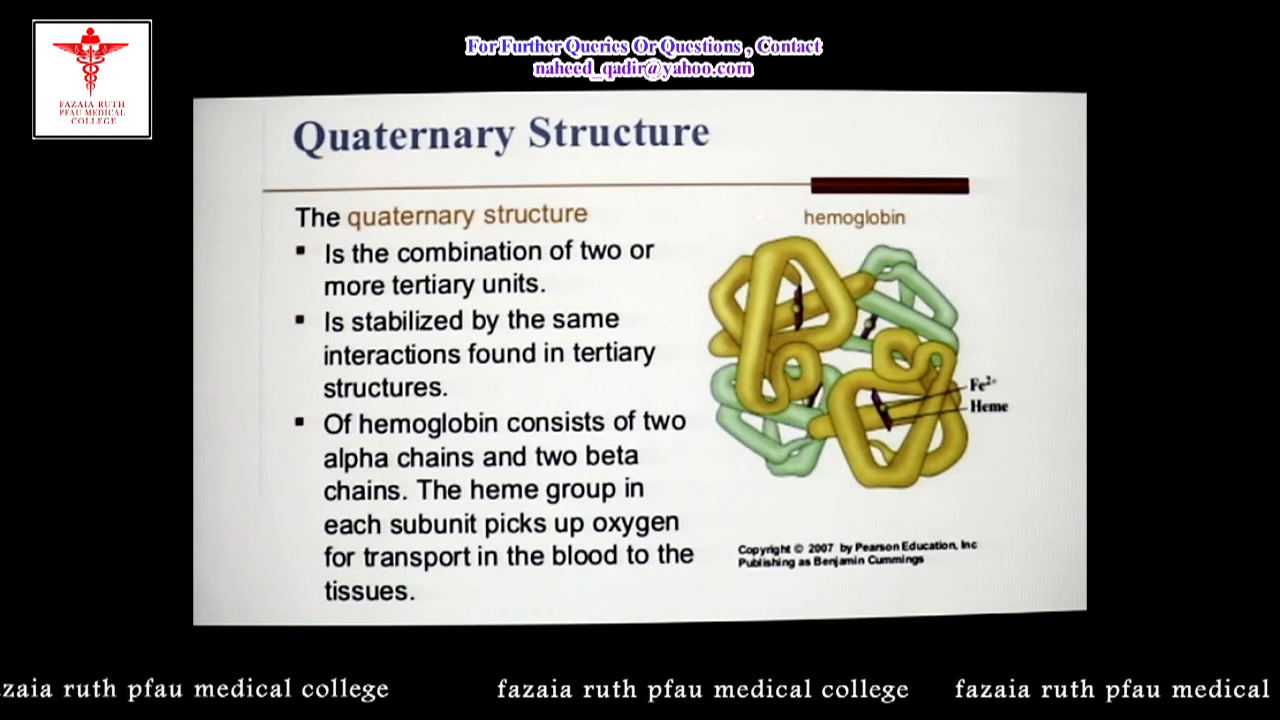 For Further Queries Or Questions , Contact
naheed_qadir@yahoo.com
FAZAIA RUTH
PFAU MEDICAL
COLLEGE
Quaternary Structure
The quaternary structure
▪ Is the combination of two or
more tertiary units.
▪ Is stabilized by the same
interactions found in tertiary
structures.
▪ Of hemoglobin consists of two
alpha chains and two beta
chains. The heme group in
each subunit picks up oxygen
for transport in the blood to the
tissues.
hemoglobin
Fe2+
Heme
Copyright © 2007 by Pearson Education, Inc
Publishing as Benjamin Cummings
zaia ruth pfau medical college fazaia ruth pfau medical college fazaia ruth pfau medical